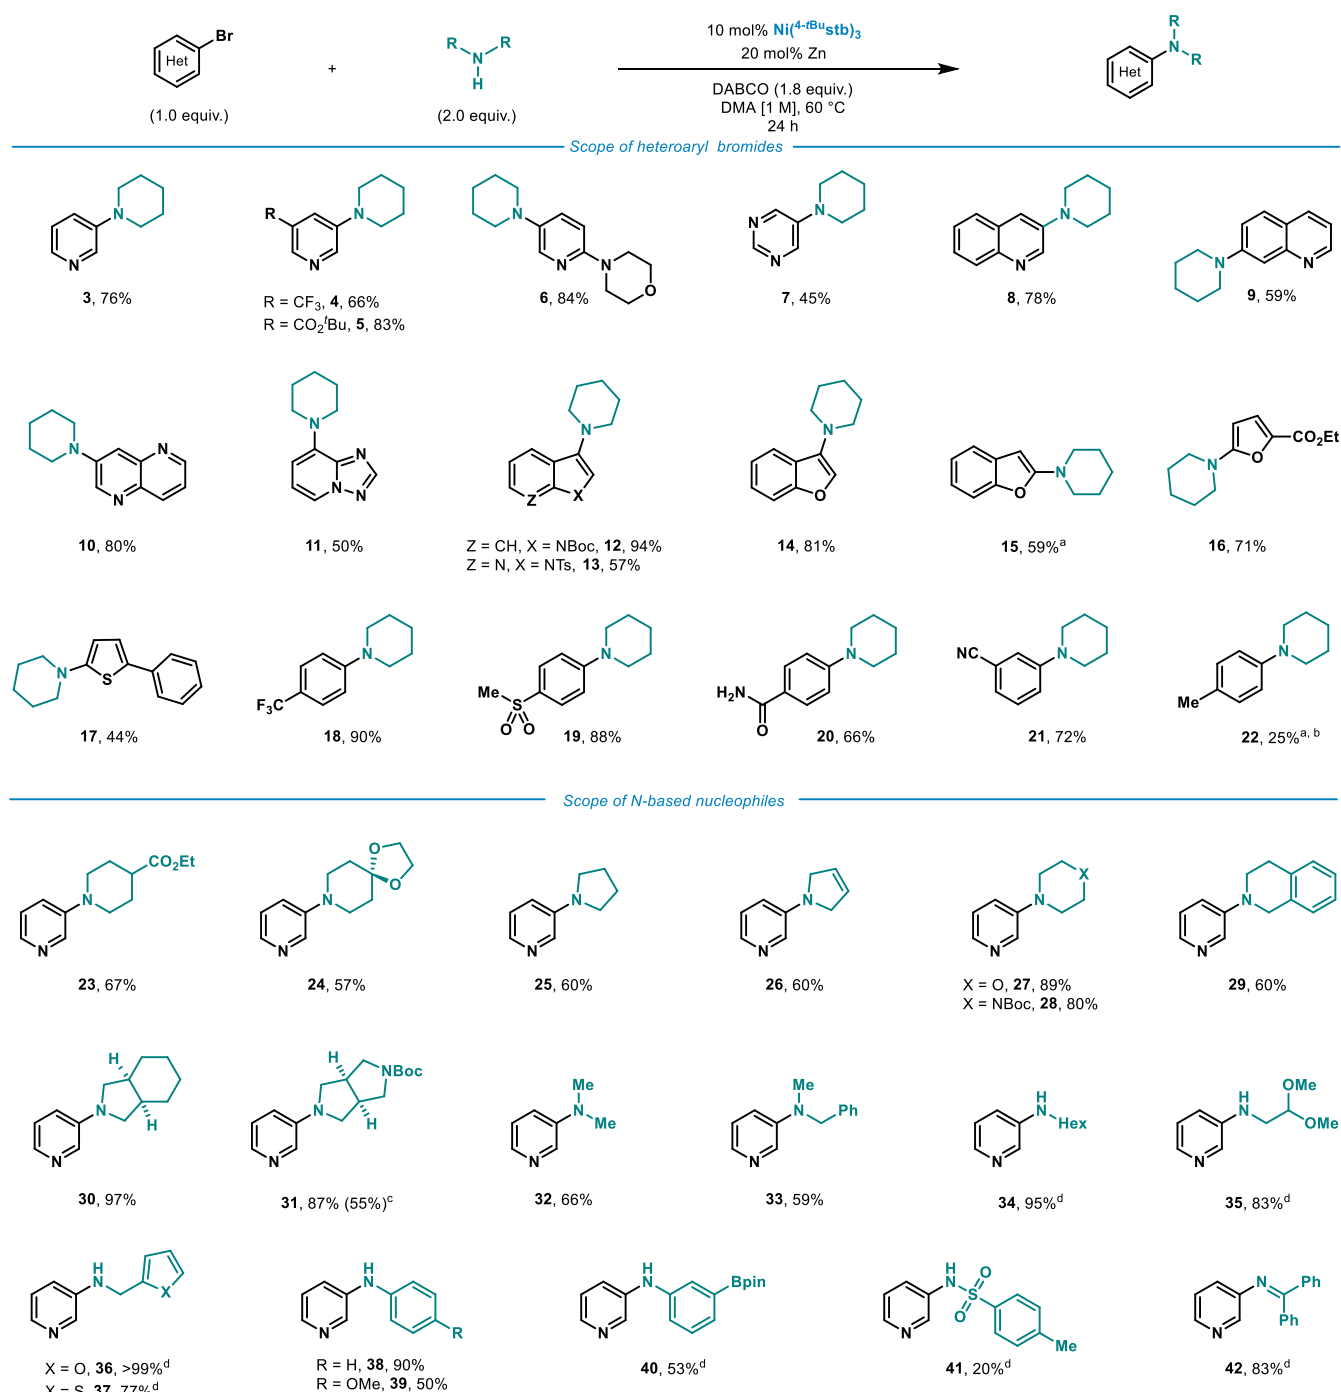 Br
Het
(1.0 equiv.)
+
R R
N
H
(2.0 equiv.)
10 mol% Ni(4-tBustb)3
20 mol% Zn
DABCO (1.8 equiv.)
DMA [1 M], 60 °C
24 h
R
N
R
Het
Scope of heteroaryl bromides
N
N
3, 76%
R
N
N
R = CF3, 4, 66%
R = CO2tBu, 5, 83%
N
N
N
O
6, 84%
N
N
N
7, 45%
N
N
8, 78%
N
N
9, 59%
N
N
N
10, 80%
N
N
N
N
11, 50%
N
Z
X
Z = CH, X = NBoc, 12, 94%
Z = N, X = NTs, 13, 57%
N
O
14, 81%
O
N
15, 59%a
N
O
CO2Et
16, 71%
N
S
17, 44%
N
F3C
18, 90%
N
Me
S
O O
19, 88%
N
H2N
O
20, 66%
NC
N
21, 72%
N
Me
22, 25%a, b
Scope of N-based nucleophiles
CO2Et
N
N
23, 67%
O
O
N
N
24, 57%
N
N
25, 60%
N
N
26, 60%
X
N
N
X = O, 27, 89%
X = NBoc, 28, 80%
N
N
29, 60%
H
N
H
N
30, 97%
H
NBoc
N
H
N
31, 87% (55%)c
Me
N
Me
N
32, 66%
Me
N
Ph
N
33, 59%
H
N
Hex
N
34, 95%d
H
N
OMe
OMe
N
35, 83%d
H
N
X
N
X = O, 36, >99%d
X = S, 37, 77%d
H
N
R
N
R = H, 38, 90%
R = OMe, 39, 50%
H
N
Bpin
N
40, 53%d
H
N
O
S
O
Me
N
41, 20%d
N
Ph
Ph
N
42, 83%d